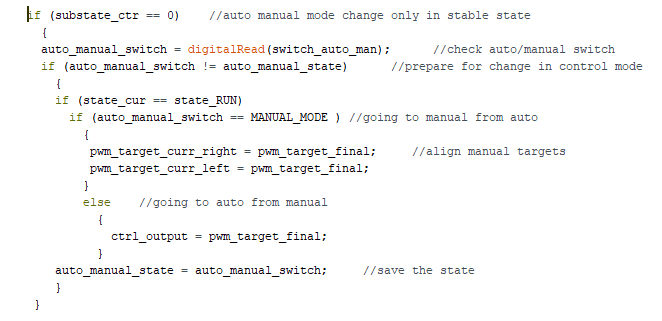 if (substate_ctr == 0)    //auto manual mode change only in stable state
  {
  auto_manual_switch = digitalRead(switch_auto_man);      //check auto/manual switch
  if (auto_manual_switch != auto_manual_state)      //prepare for change in control mode
    {
    if (state_cur == state_RUN)
      if (auto_manual_switch == MANUAL_MODE ) //going to manual from auto
        {
         pwm_target_curr_right = pwm_target_final;     //align manual targets
         pwm_target_curr_left = pwm_target_final;
        }
        else    //going to auto from manual
          {
            ctrl_output = pwm_target_final;
          }
    auto_manual_state = auto_manual_switch;     //save the state
    }
 }